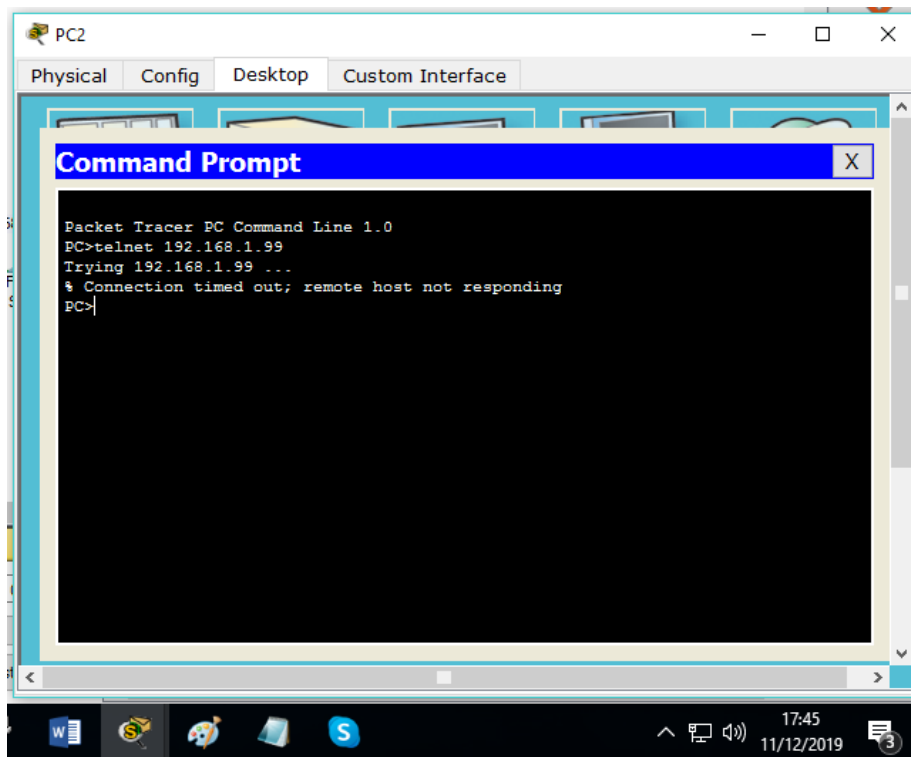 PC2
Physical Config Desktop Custom Interface
Command Prompt
X
Packet Tracer PC Command Line 1.0
PC>telnet 192.168.1.99
Trying 192.168.1.99 ...
% Connection timed out; remote host not responding
PC>
17:45
11/12/2019
3